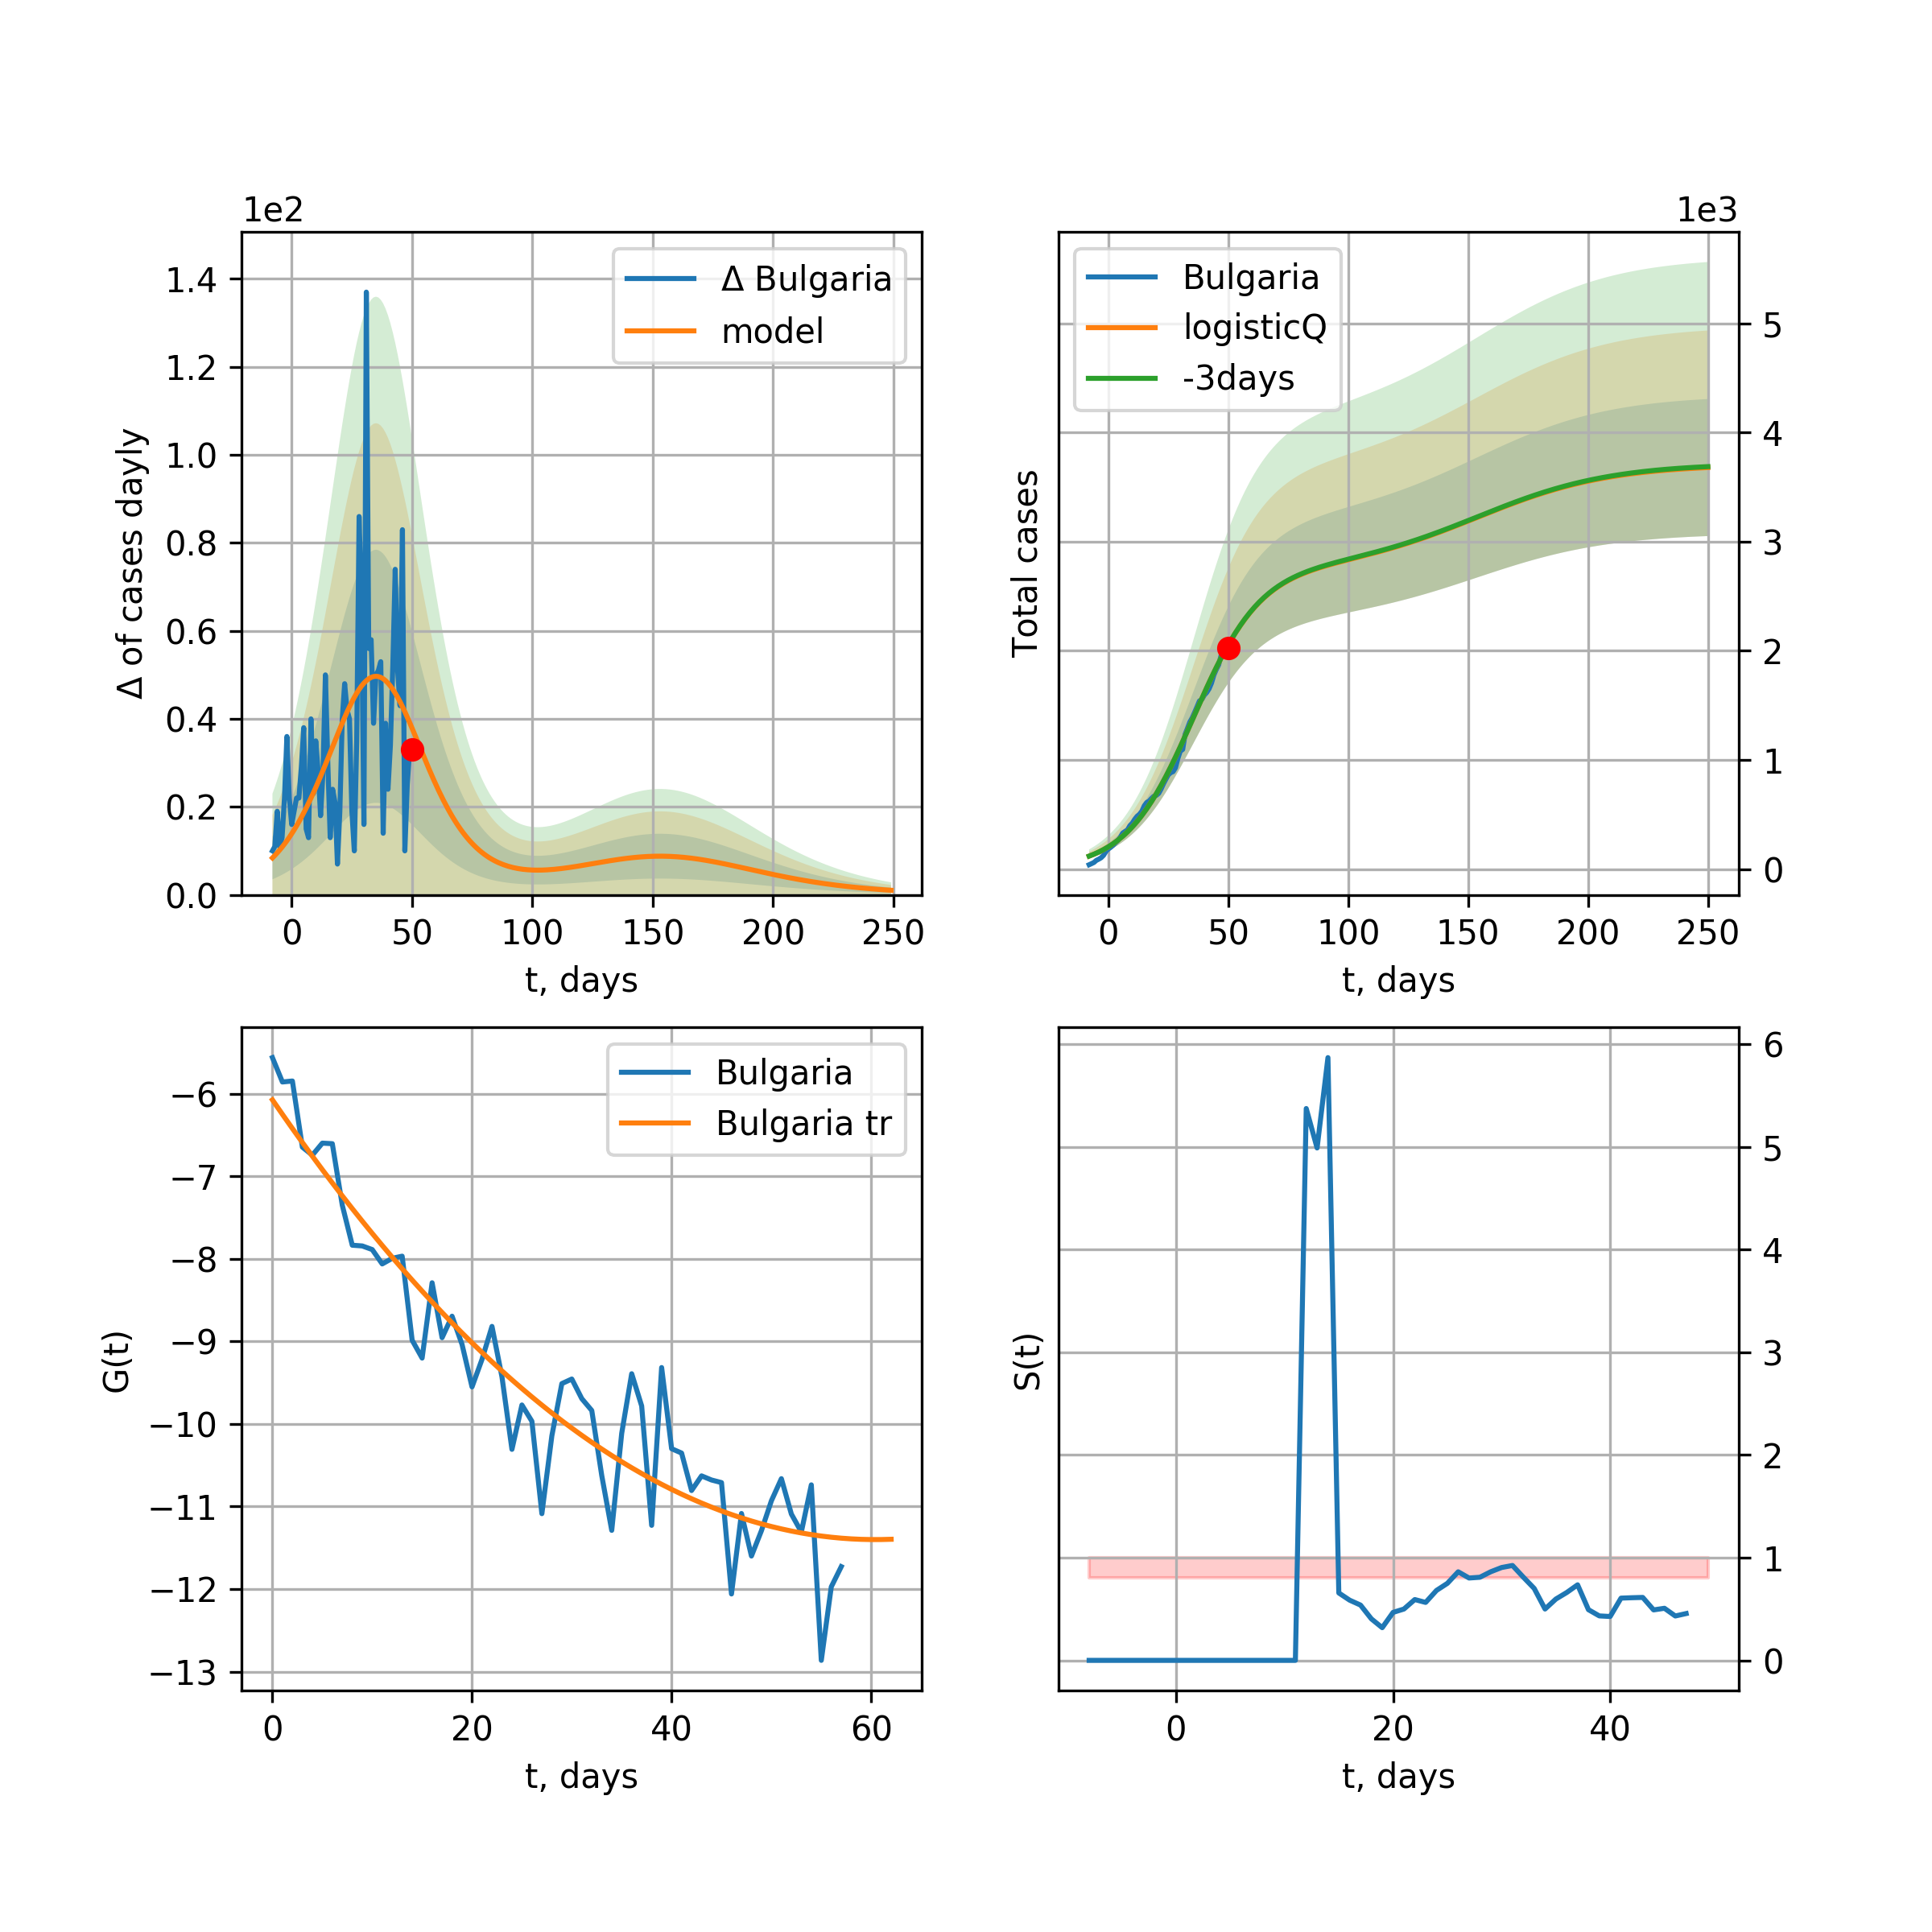 1e2
Δ of cases dayly
1.4
1.2
1.0
0.8
0.6
0.4
0.2
0.0
Δ Bulgaria
model
0 50 100 150 200 250
t, days
1e3
Total cases
Bulgaria
logisticQ
-3days
5
4
3
2
1
0
0 50 100 150 200 250
t, days
G(t)
−6
−7
−8
−9
−10
−11
−12
−13
Bulgaria
Bulgaria tr
0 20 40 60
t, days
S(t)
6
5
4
3
2
1
0
0 20 40
t, days